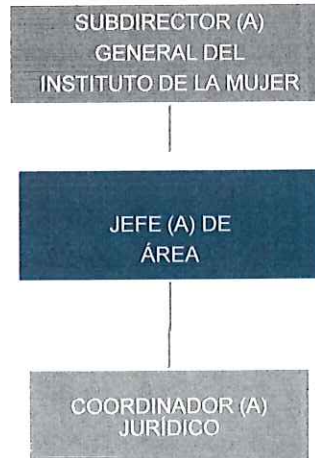 SUBDIRECTOR (A)
GENERAL DEL
INSTITUTO DE LA MUJER
JEFE (A) DE
ÁREA
COORDINADOR (A)
JURÍDICO